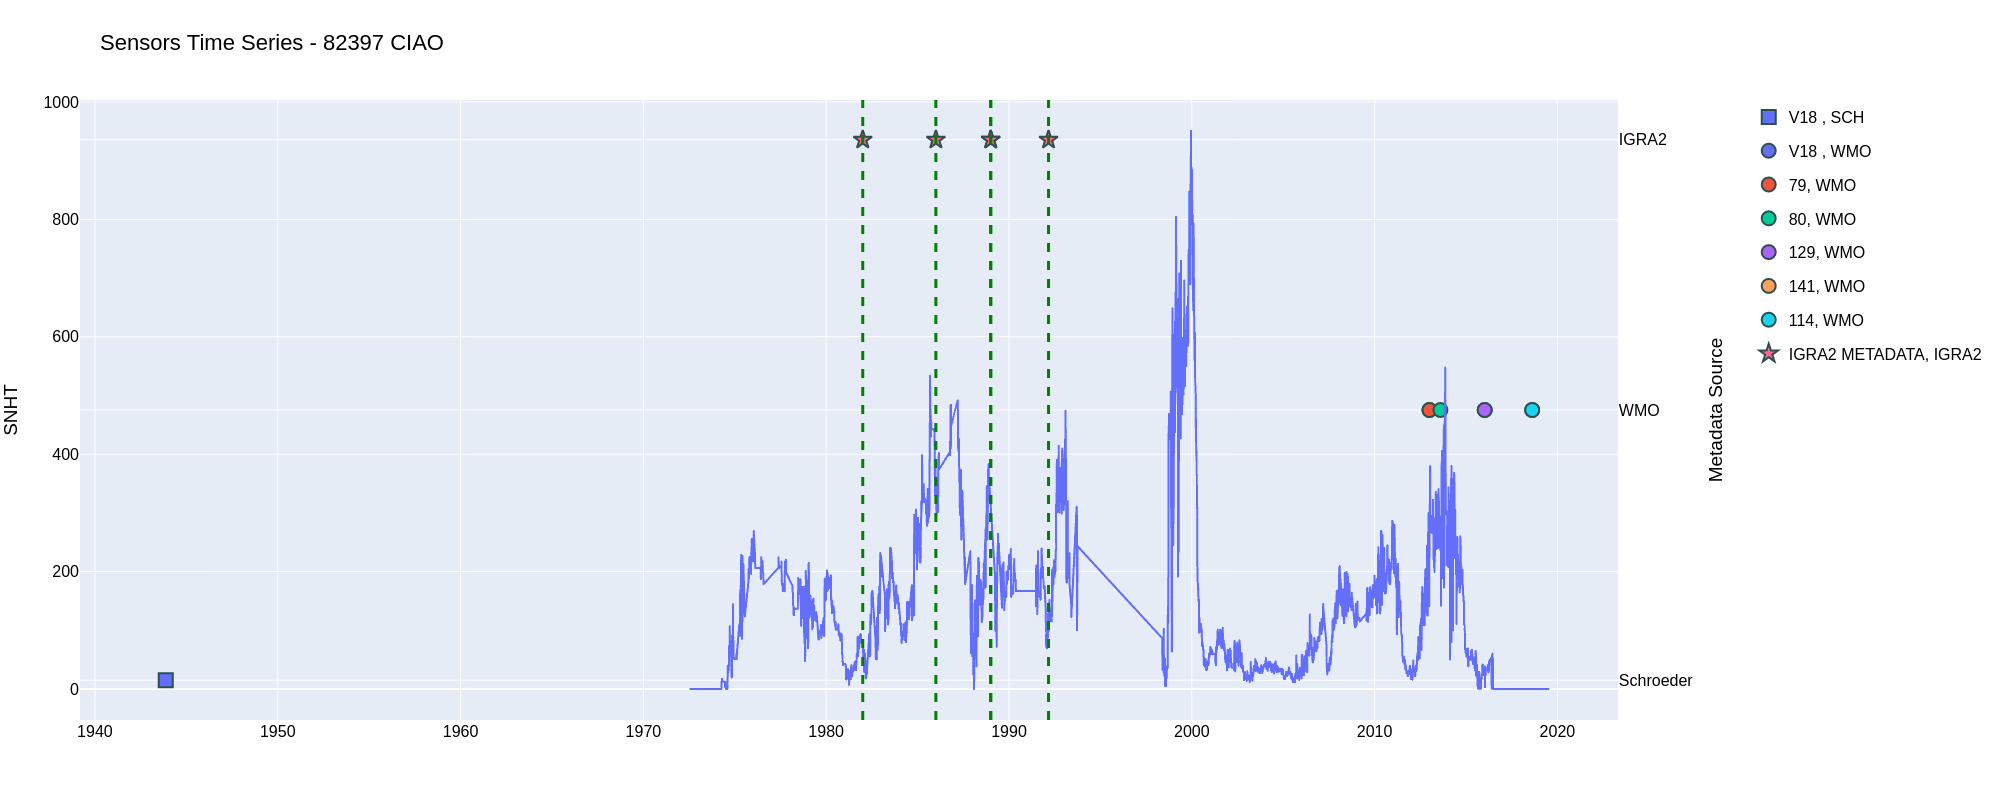 Sensors Time Series - 82397 CIAO
1000
800
600
400
200
0
SNHT
1940
1950
1960
1970
1980
1990
2000
2010
2020
IGRA2
WMO
Schroeder
Metadata Source
V18 , SCH
V18 , WMO
79, WMO
80, WMO
129, WMO
141, WMO
114, WMO
IGRA2 METADATA, IGRA2